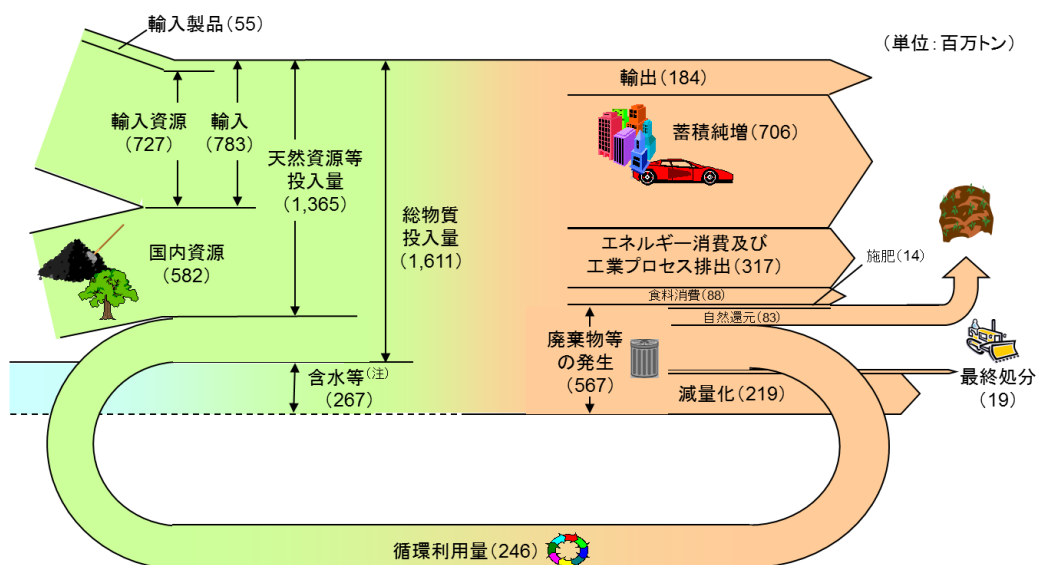 輸入製品(55)
(単位:百万トン)
輸入資源
(727)
輸入
(783)
天然資源等
投入量
(1,365)
総物質
投入量
(1,611)
国内資源
(582)
含水等(注)
(267)
輸出(184)
蓄積純増(706)
エネルギー消費及び
工業プロセス排出(317)
施肥(14)
食料消費(88)
自然還元(83)
廃棄物等
の発生
(567)
減量化(219)
最終処分
(19)
循環利用量(246)